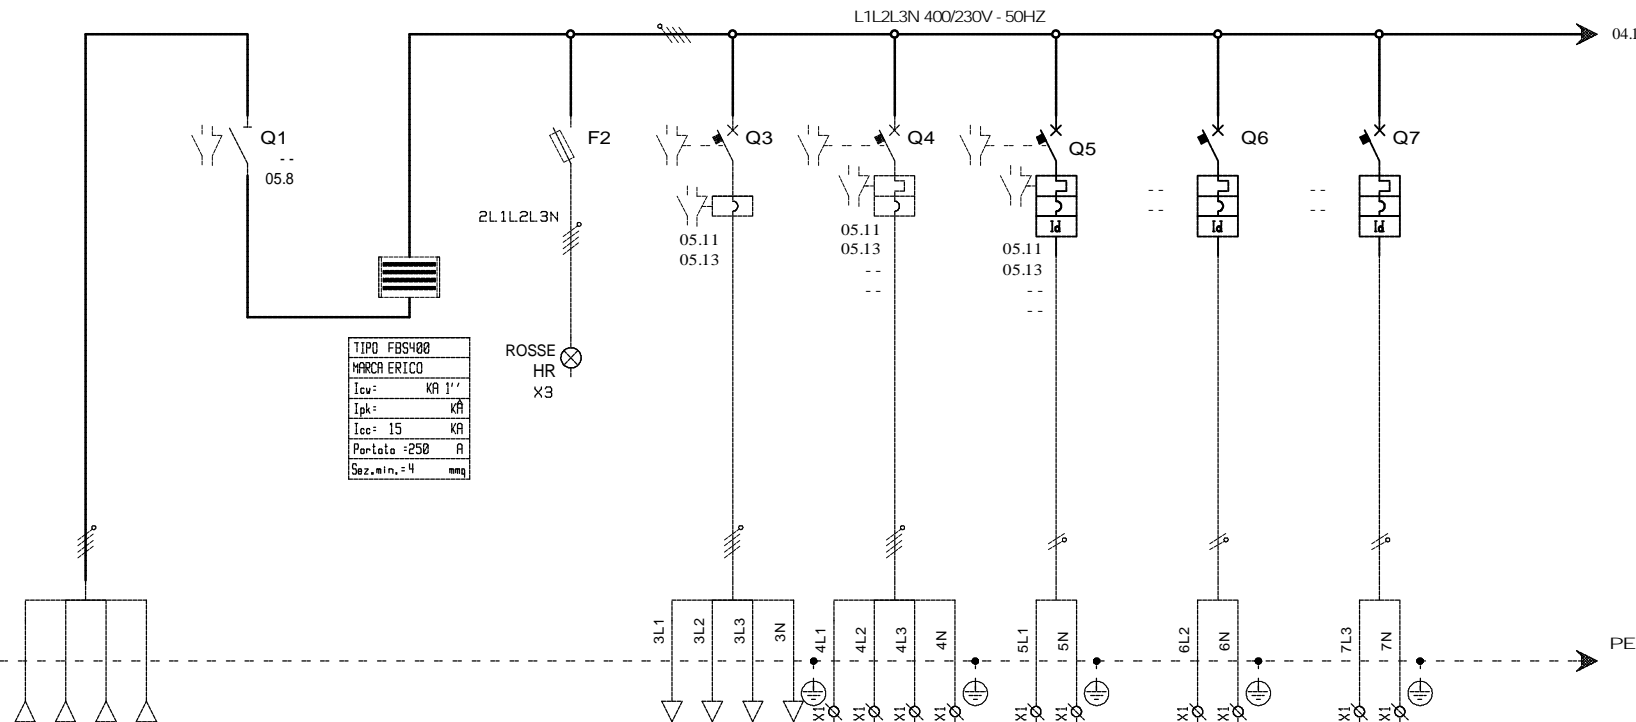 L1L2L3N 400/230V - 50HZ
04.
Q1
- -
05.8
F2
Q3
Q4
Q5
Q6
Q7
2L1L2L3N
05.11
05.13
05.11
05.13
- -
- -
05.11
05.13
- -
- -
Id
- -
- -
Id
- -
- -
Id
TIPO FBS400
MARCA ERICO
Icw= KA 1''
Ipk= KA
Icc= 15 KA
Portata =250 A
Sez.min.=4 mmq
ROSSE
HR
X3
3L1
3L2
3L3
3N
4L1
4L2
4L3
4N
5L1
5N
6L2
6N
7L3
7N
PE
X1
X1
X1
X1
X1
X1
X1
X1
X1
X1